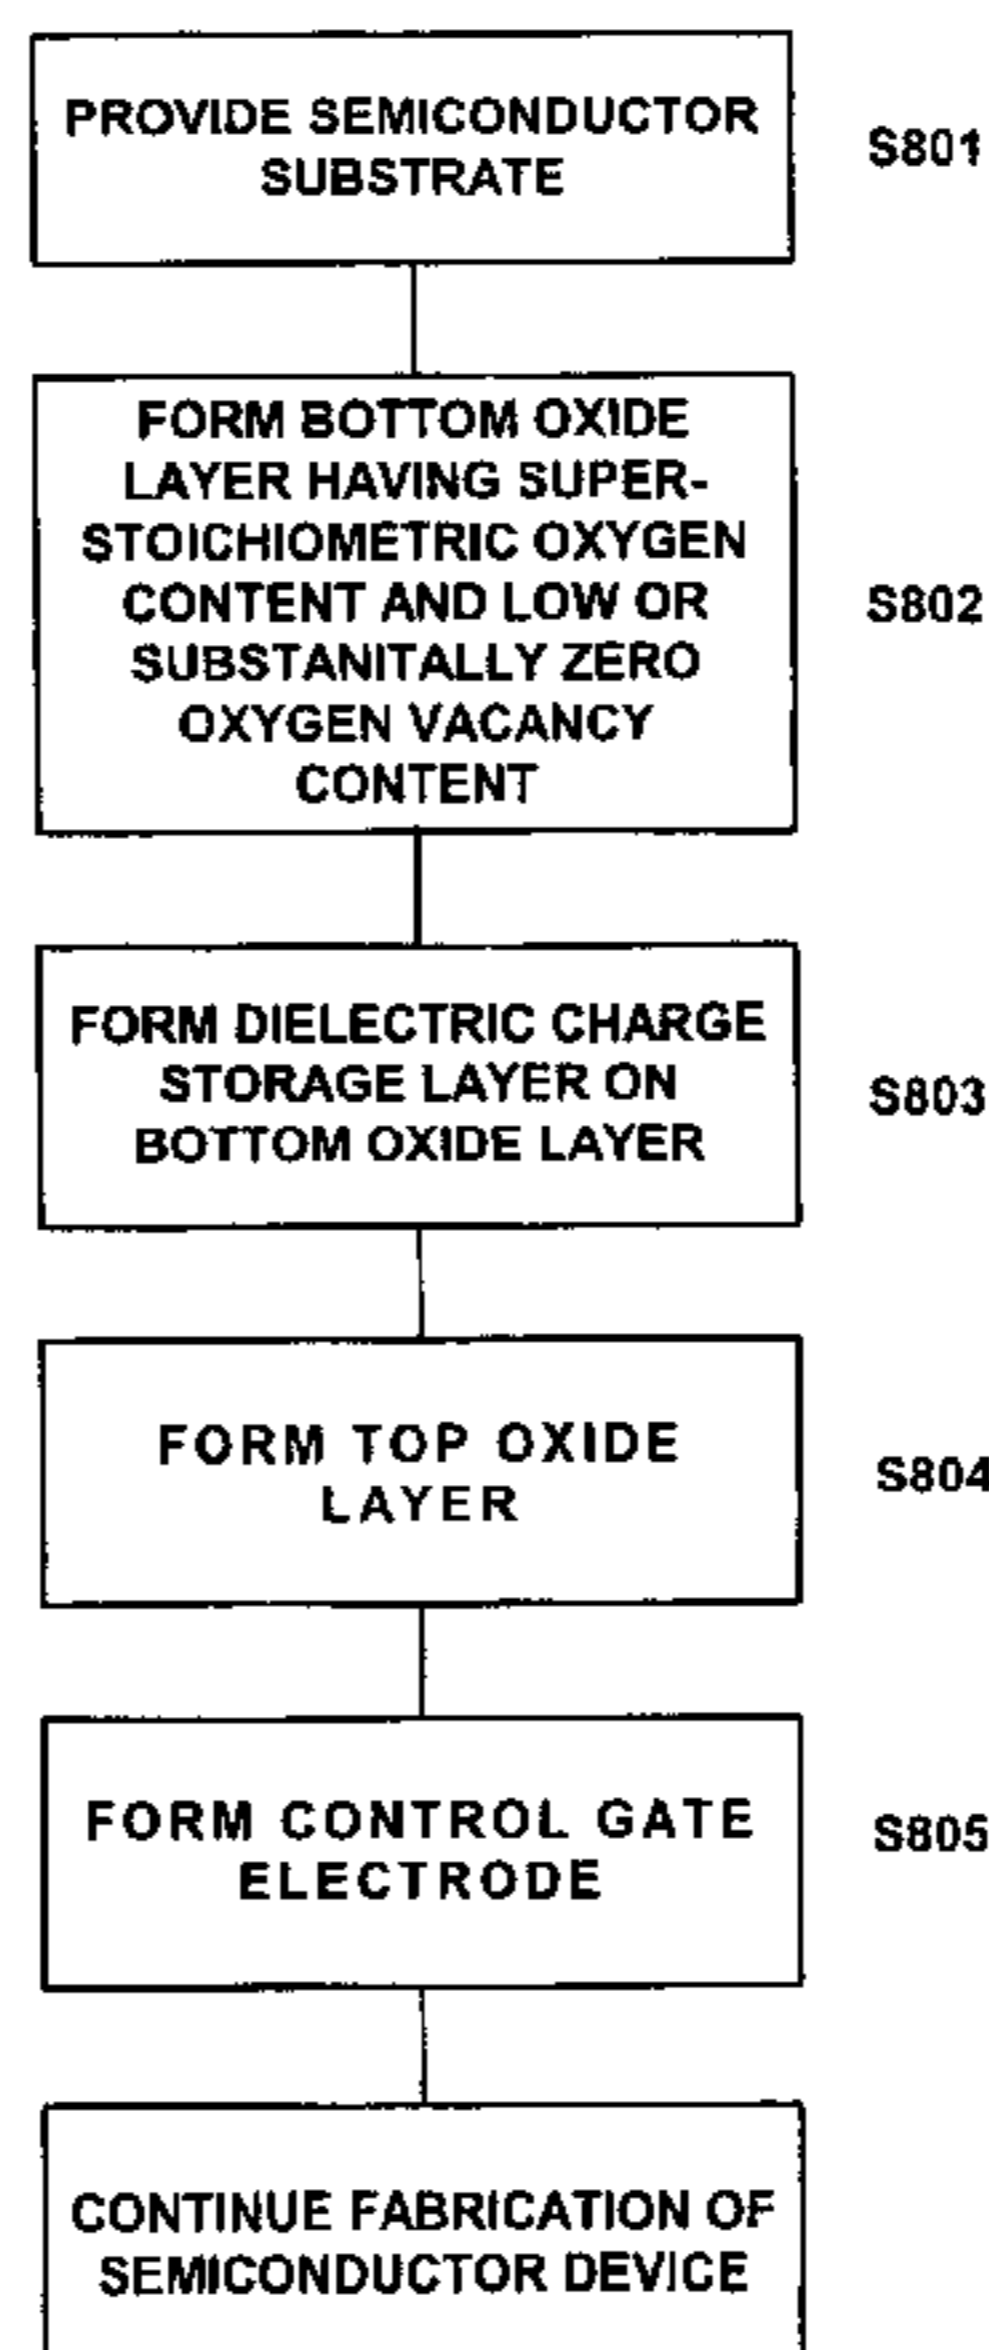 PROVIDE SEMICONDUCTOR
SUBSTRATE
S801
FORM BOTTOM OXIDE
LAYER HAVING SUPER-
STOICHIOMETRIC OXYGEN
CONTENT AND LOW OR
SUBSTANITALLY ZERO
OXYGEN VACANCY
CONTENT
S802
FORM DIELECTRIC CHARGE
STORAGE LAYER ON
BOTTOM OXIDE LAYER
S803
FORM TOP OXIDE
LAYER
S804
FORM CONTROL GATE
ELECTRODE
S805
CONTINUE FABRICATION OF
SEMICONDUCTOR DEVICE